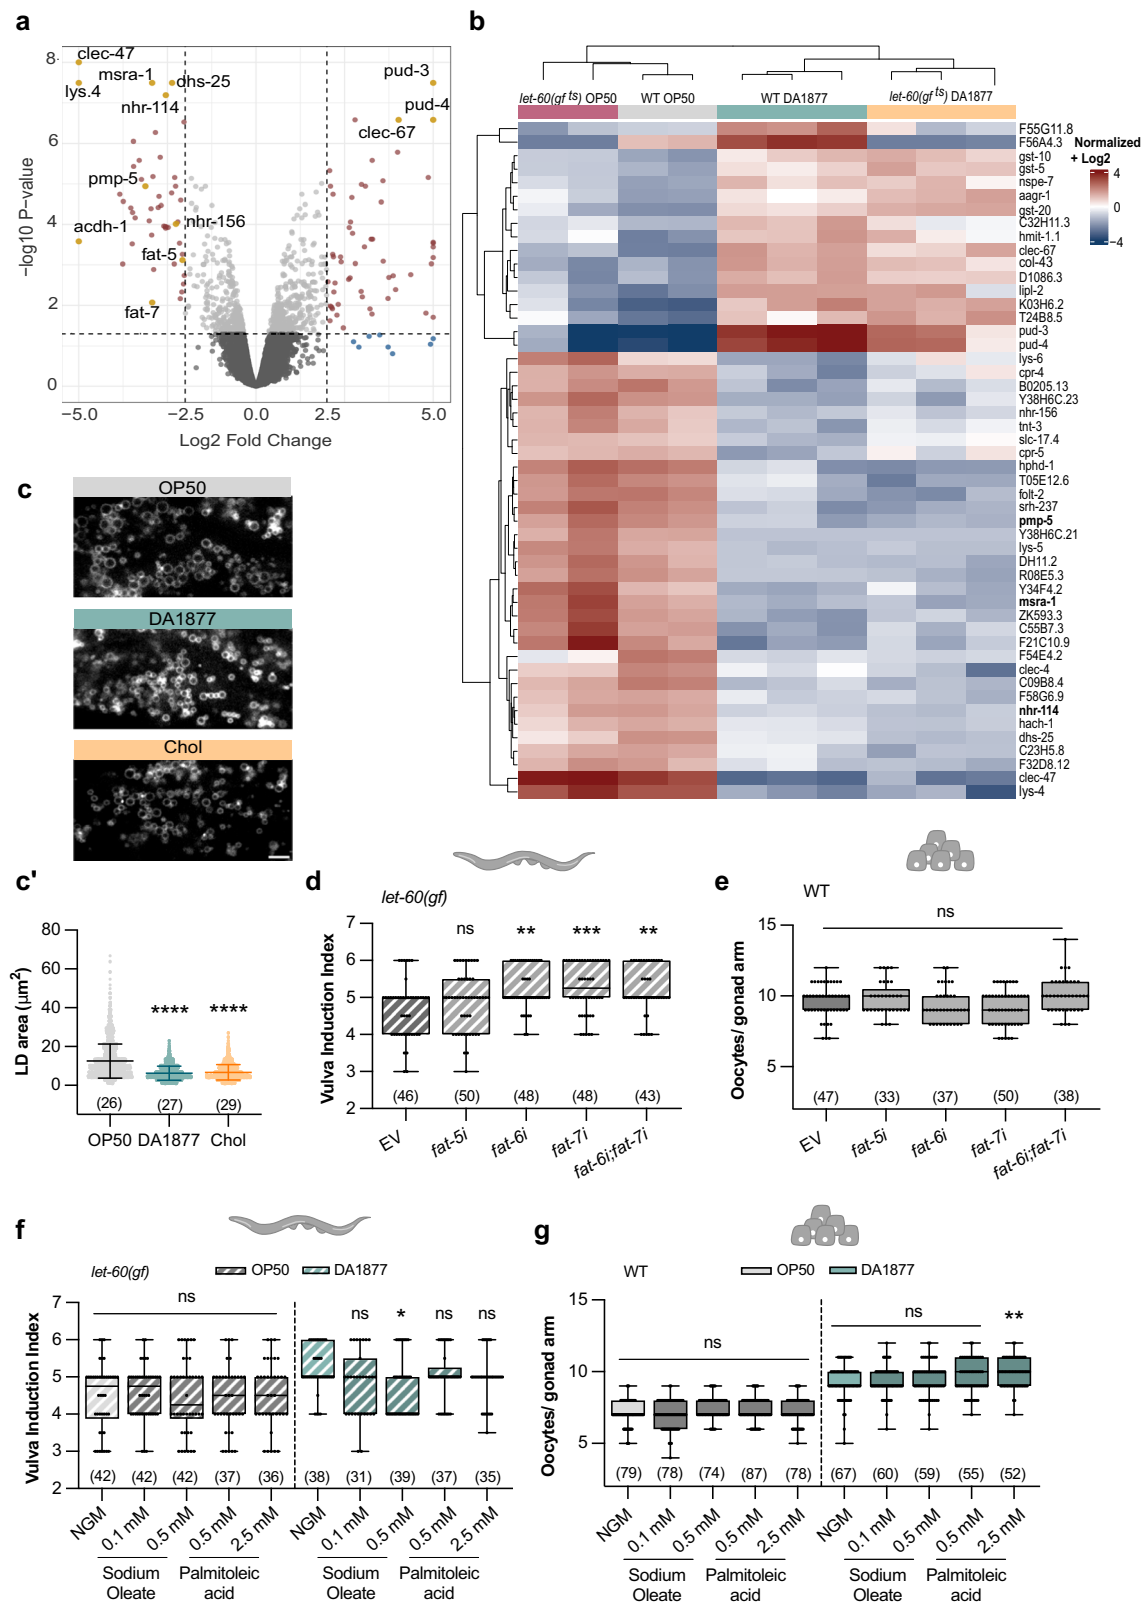 a
8
6
4
2
0
−log10 P-value
clec-47
msra-1
dhs-25
lys.4
nhr-114
pud-3
pud-4
clec-67
pmp-5
acdh-1
nhr-156
fat-5
fat-7
−5.0
−2.5
0.0
2.5
5.0
Log2 Fold Change
b
let-60(gf ts) OP50
WT OP50
WT DA1877
let-60(gf ts) DA1877
F55G11.8
F56A4.3
gst-10
gst-5
nspe-7
aagr-1
gst-20
C32H11.3
hmit-1.1
clec-67
col-43
D1086.3
lipl-2
K03H6.2
T24B8.5
pud-3
pud-4
lys-6
cpr-4
B0205.13
Y38H6C.23
nhr-156
tnt-3
slc-17.4
cpr-5
hphd-1
T05E12.6
folt-2
srh-237
pmp-5
Y38H6C.21
lys-5
DH11.2
R08E5.3
Y34F4.2
msra-1
ZK593.3
C55B7.3
F21C10.9
F54E4.2
clec-4
C09B8.4
F58G6.9
nhr-114
hach-1
dhs-25
C23H5.8
F32D8.12
clec-47
lys-4
Normalized
+ Log2
4
0
−4
c
OP50
DA1877
Chol
c'
LD area (μm²)
80
60
40
20
0
****
****
(26)
(27)
(29)
OP50
DA1877
Chol
d
let-60(gf)
Vulva Induction Index
7
6
5
4
3
2
ns
**
***
**
(46)
(50)
(48)
(48)
(43)
EV
fat-5i
fat-6i
fat-7i
fat-6i;fat-7i
e
WT
Oocytes/ gonad arm
15
10
5
ns
(47)
(33)
(37)
(50)
(38)
EV
fat-5i
fat-6i
fat-7i
fat-6i;fat-7i
f
let-60(gf)
OP50
DA1877
Vulva Induction Index
7
6
5
4
3
2
ns
ns
*
ns
ns
(42)
(42)
(42)
(37)
(36)
(38)
(31)
(39)
(37)
(35)
NGM
0.1 mM
0.5 mM
0.5 mM
2.5 mM
NGM
0.1 mM
0.5 mM
0.5 mM
2.5 mM
Sodium
Oleate
Palmitoleic
acid
Sodium
Oleate
Palmitoleic
acid
g
WT
OP50
DA1877
Oocytes/ gonad arm
15
10
5
ns
ns
**
(79)
(78)
(74)
(87)
(78)
(67)
(60)
(59)
(55)
(52)
NGM
0.1 mM
0.5 mM
0.5 mM
2.5 mM
NGM
0.1 mM
0.5 mM
0.5 mM
2.5 mM
Sodium
Oleate
Palmitoleic
acid
Sodium
Oleate
Palmitoleic
acid